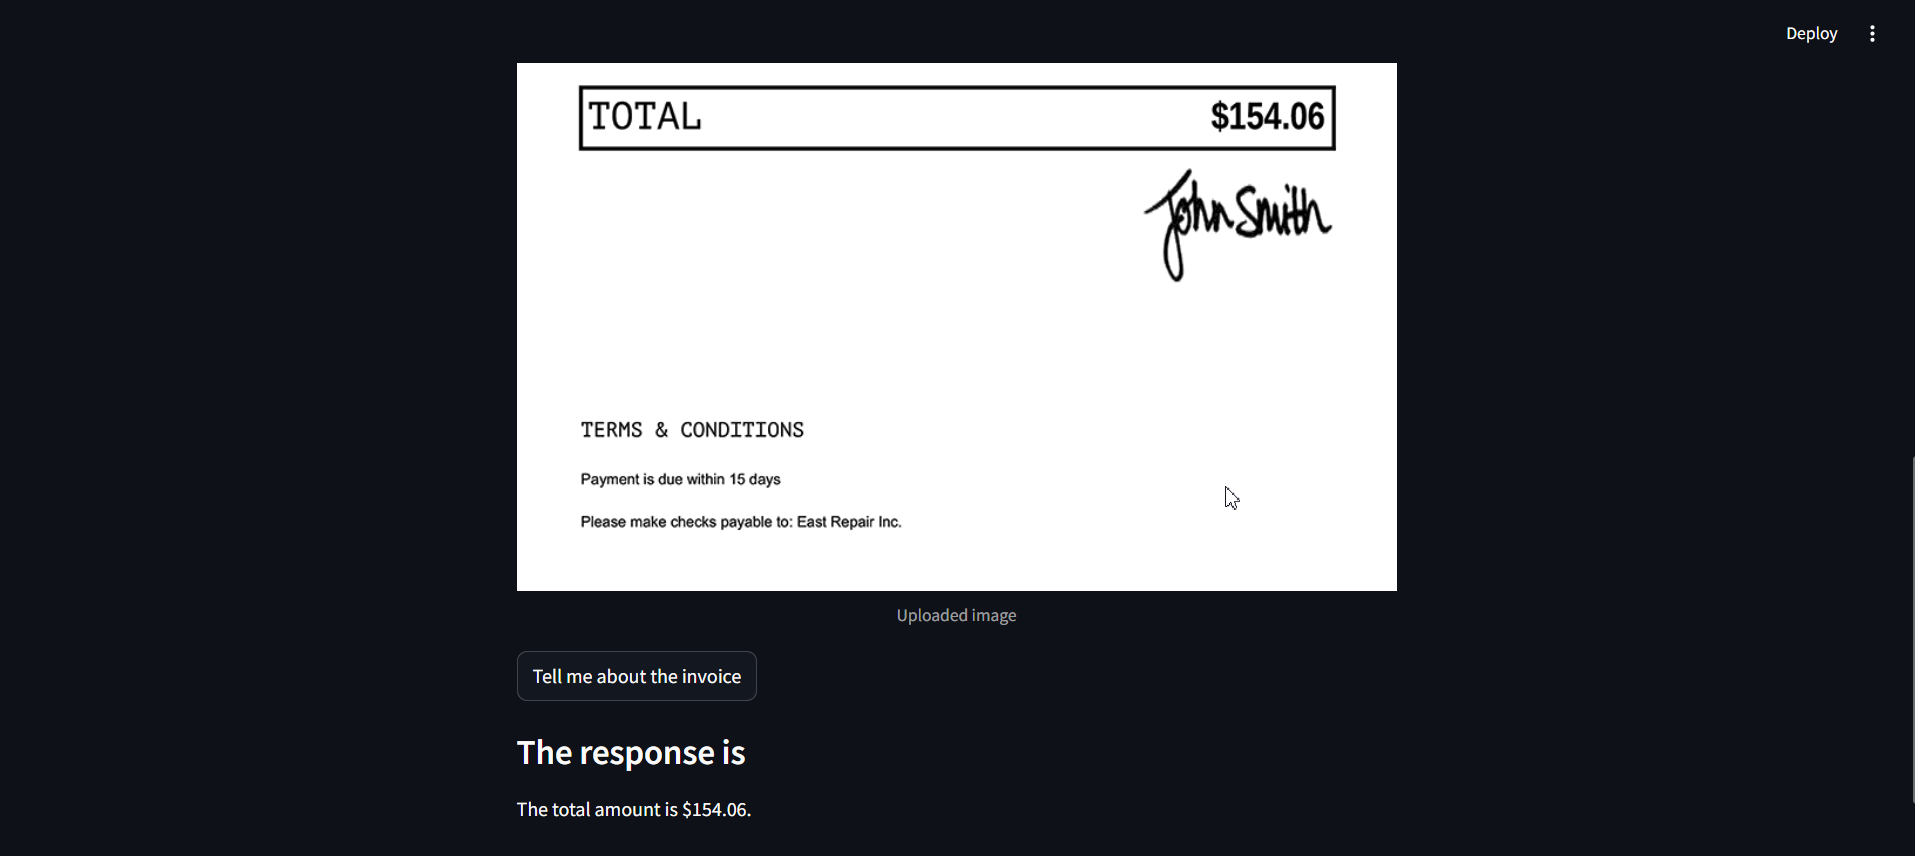 Deploy
TOTAL $154.06
John Smith
TERMS & CONDITIONS
Payment is due within 15 days
Please make checks payable to: East Repair Inc.
Uploaded image
Tell me about the invoice
The response is
The total amount is $154.06.